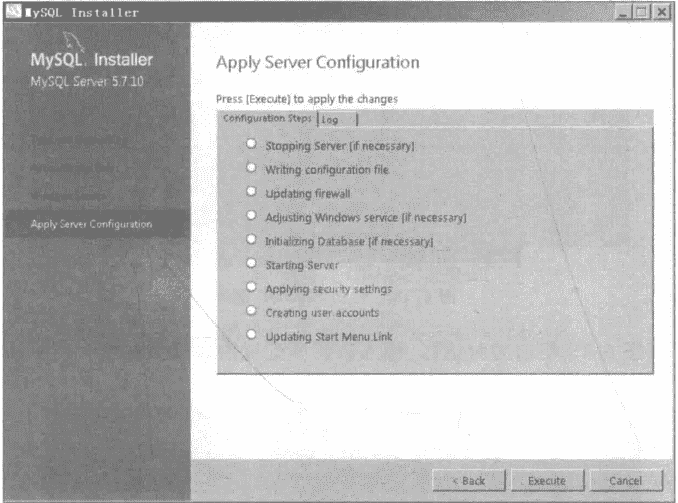 MySQL Installer
MySQL. Installer
MySQL Server 5.7.10
Apply Server Configuration
Apply Server Configuration
Press [Execute] to apply the changes
Configuration Steps
Log
Stopping Server [if necessary]
Writing configuration file
Updating firewall
Adjusting Windows service [if necessary]
Initializing Database [if necessary]
Starting Server
Applying security settings
Creating user accounts
Updating Start Menu Link
< Back
Execute
Cancel